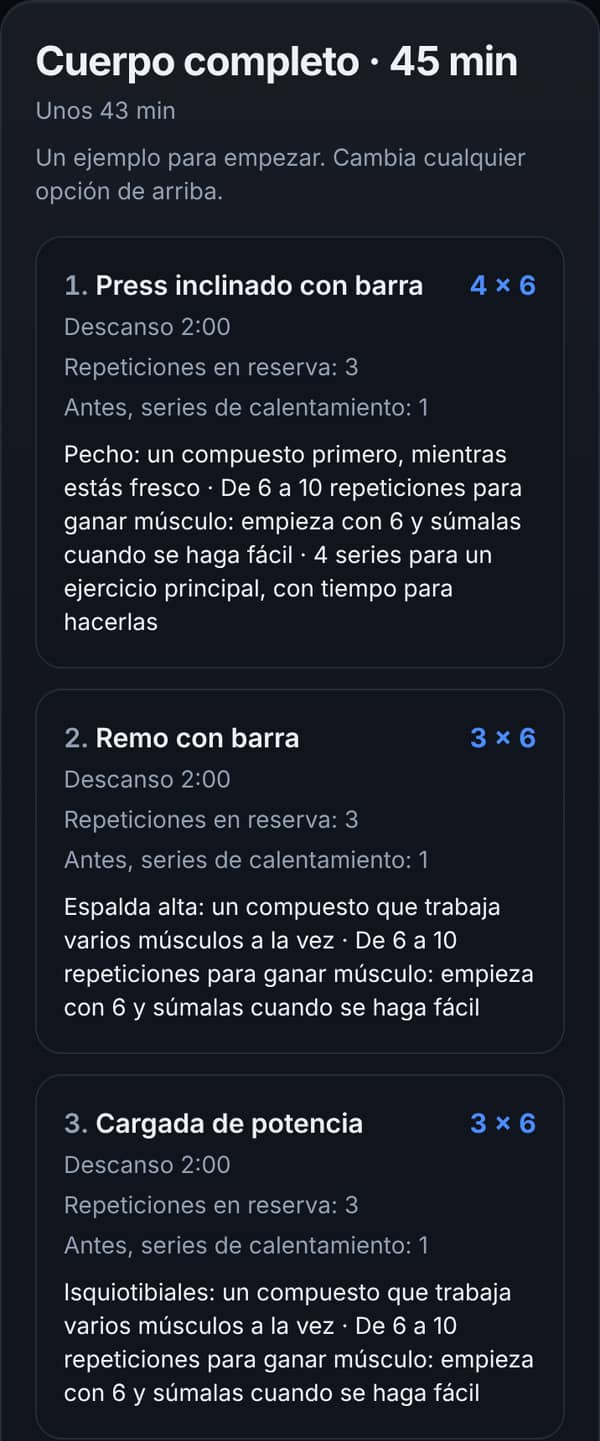 Cuerpo completo · 45 min
Unos 43 min
Un ejemplo para empezar. Cambia cualquier
opción de arriba.
1. Press inclinado con barra 4 × 6
Descanso 2:00
Repeticiones en reserva: 3
Antes, series de calentamiento: 1
Pecho: un compuesto primero, mientras
estás fresco · De 6 a 10 repeticiones para
ganar músculo: empieza con 6 y súmalas
cuando se haga fácil · 4 series para un
ejercicio principal, con tiempo para
hacerlas
2. Remo con barra 3 × 6
Descanso 2:00
Repeticiones en reserva: 3
Antes, series de calentamiento: 1
Espalda alta: un compuesto que trabaja
varios músculos a la vez · De 6 a 10
repeticiones para ganar músculo: empieza
con 6 y súmalas cuando se haga fácil
3. Cargada de potencia 3 × 6
Descanso 2:00
Repeticiones en reserva: 3
Antes, series de calentamiento: 1
Isquiotibiales: un compuesto que trabaja
varios músculos a la vez · De 6 a 10
repeticiones para ganar músculo: empieza
con 6 y súmalas cuando se haga fácil